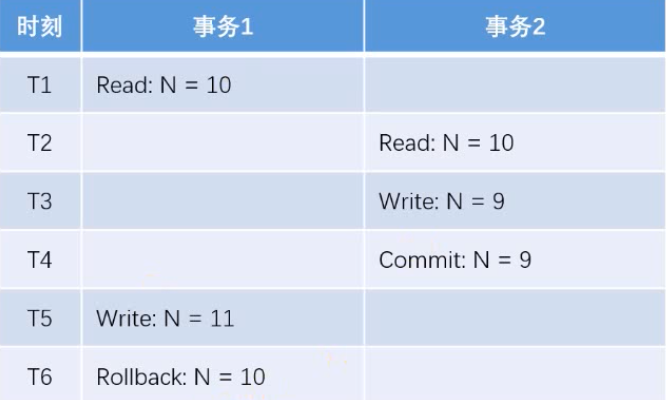 时刻 事务1 事务2
T1 Read: N = 10
T2 Read: N = 10
T3 Write: N = 9
T4 Commit: N = 9
T5 Write: N = 11
T6 Rollback: N = 10